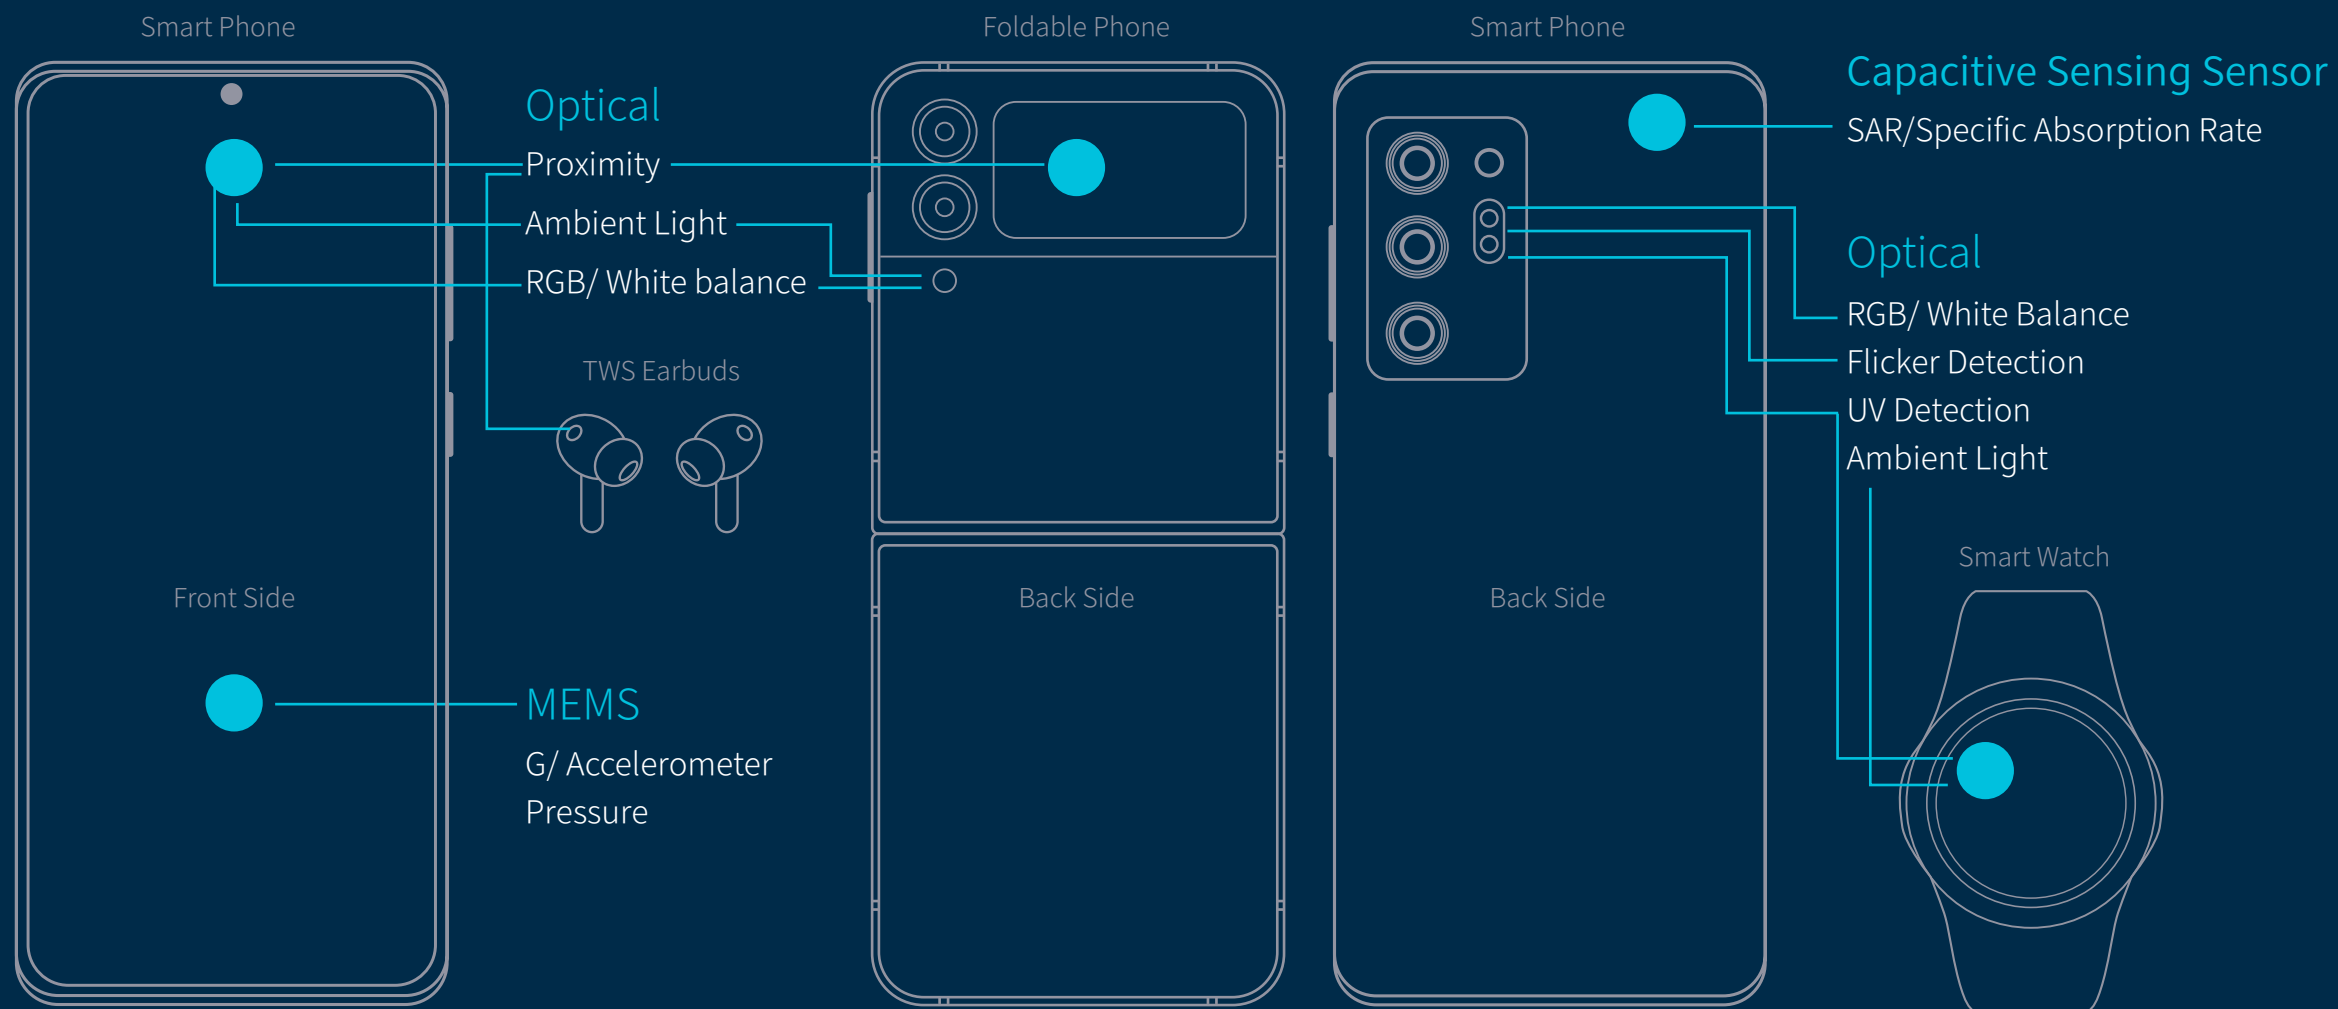 Smart Phone
Foldable Phone
Smart Phone
Optical
Proximity
Ambient Light
RGB/ White balance
TWS Earbuds
Front Side
MEMS
G/ Accelerometer
Pressure
Back Side
Back Side
Capacitive Sensing Sensor
SAR/Specific Absorption Rate
Optical
RGB/ White Balance
Flicker Detection
UV Detection
Ambient Light
Smart Watch